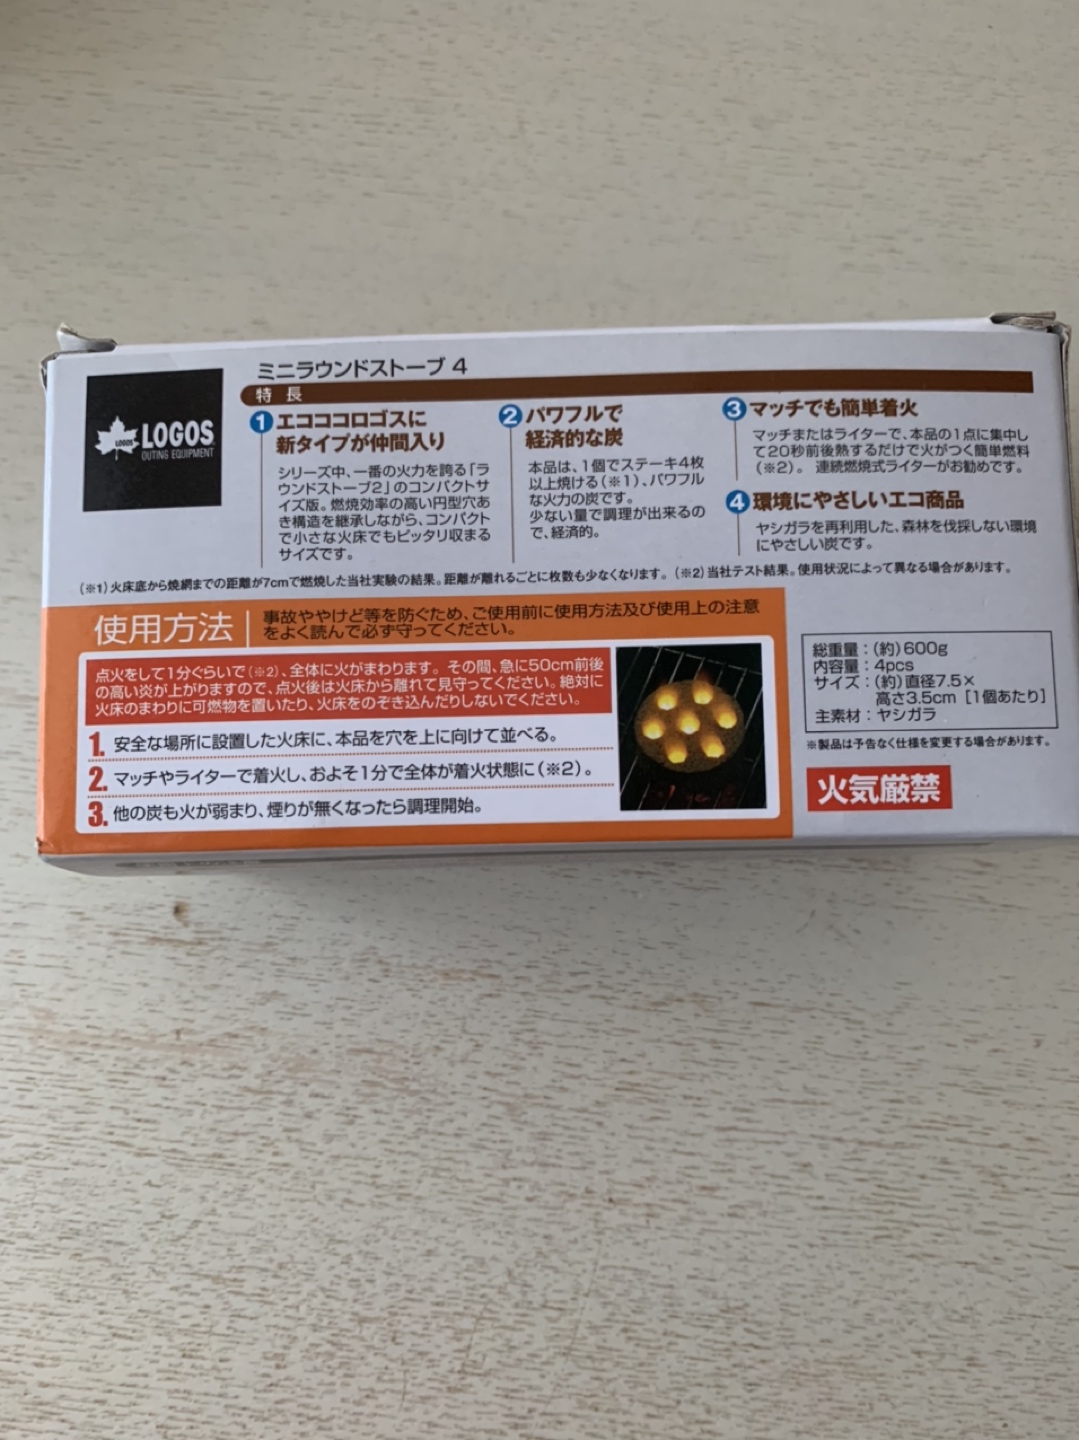 ミニラウンドストーブ 4
特 長
LOGOS
LOGOS
OUTING EQUIPMENT
1 エコココロゴスに
新タイプが仲間入り
シリーズ中、一番の火力を誇る「ラ
ウンドストーブ2」のコンパクトサ
イズ版。燃焼効率の高い円型穴あ
き構造を継承しながら、コンパクト
で小さな火床でもピッタリ収まる
サイズです。
2 パワフルで
経済的な炭
本品は、1個でステーキ4枚
以上焼ける(※1)、パワフル
な火力の炭です。
少ない量で調理が出来るの
で、経済的。
3 マッチでも簡単着火
マッチまたはライターで、本品の1点に集中し
て20秒前後熱するだけで火がつく簡単燃料
(※2)。 連続燃焼式ライターがお勧めです。
4 環境にやさしいエコ商品
ヤシガラを再利用した、森林を伐採しない環境
にやさしい炭です。
(※1)火床底から焼網までの距離が7cmで燃焼した当社実験の結果。距離が離れるごとに枚数も少なくなります。(※2)当社テスト結果。使用状況によって異なる場合があります。
使用方法
事故ややけど等を防ぐため、ご使用前に使用方法及び使用上の注意
をよく読んで必ず守ってください。
点火をして1分ぐらいで(※2)、全体に火がまわります。その間、急に50cm前後
の高い炎が上がりますので、点火後は火床から離れて見守ってください。絶対に
火床のまわりに可燃物を置いたり、火床をのぞき込んだりしないでください。
1. 安全な場所に設置した火床に、本品を穴を上に向けて並べる。
2. マッチやライターで着火し、およそ1分で全体が着火状態に(※2)。
3. 他の炭も火が弱まり、煙りが無くなったら調理開始。
総重量:(約)600g
内容量:4pcs
サイズ:(約)直径7.5×
高さ3.5cm [1個あたり]
主素材:ヤシガラ
※製品は予告なく仕様を変更する場合があります。
火気厳禁